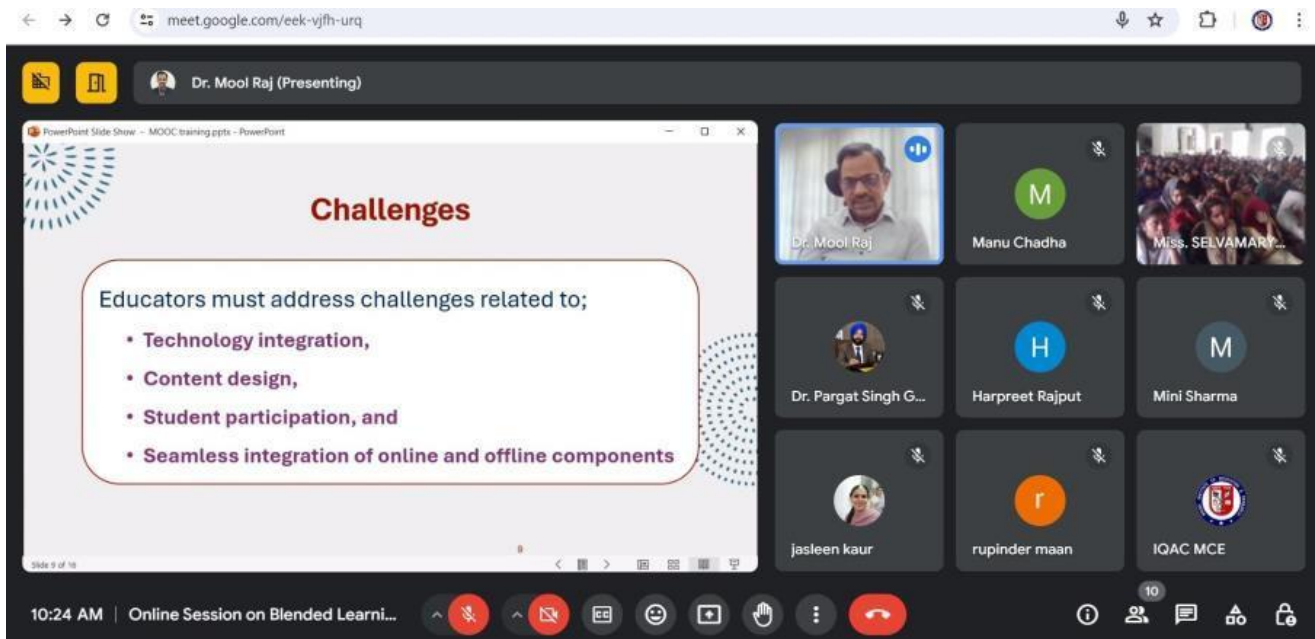 meet.google.com/eek-vjfh-urq
Dr. Mool Raj (Presenting)
PowerPoint Slide Show - MOOC training.pptx - PowerPoint
Challenges
Educators must address challenges related to;
• Technology integration,
• Content design,
• Student participation, and
• Seamless integration of online and offline components
9
Slide 9 of 16
Dr. Mool Raj
M
Manu Chadha
Miss. SELVAMARY...
Dr. Pargat Singh G...
H
Harpreet Rajput
M
Mini Sharma
jasleen kaur
r
rupinder maan
IQAC MCE
10:24 AM | Online Session on Blended Learni...
CC
10